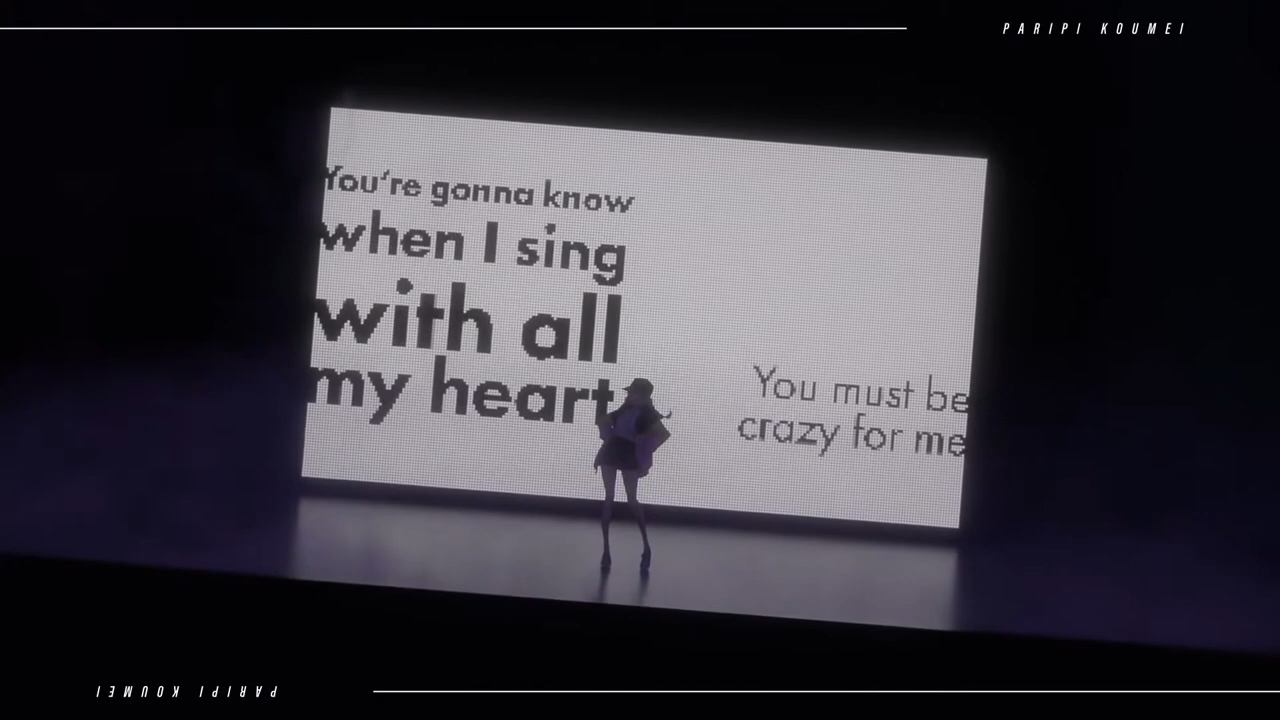 PARIPI KOUMEI
You're gonna know
when I sing
with all
my heart
You must be
crazy for me
PARIPI KOUMEI